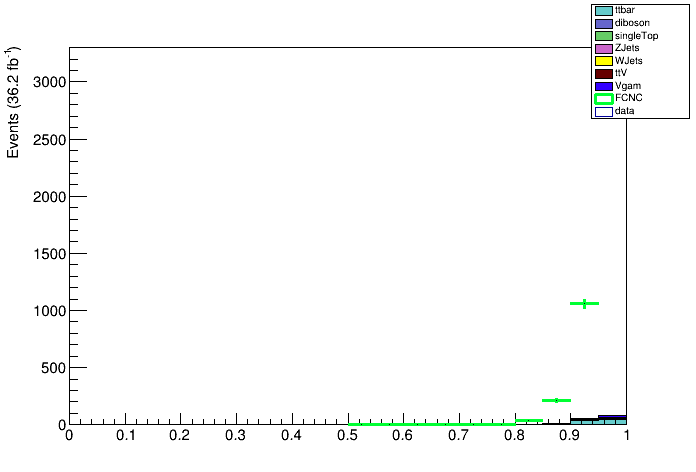 ttbar
diboson
singleTop
ZJets
WJets
ttV
Vgam
FCNC
data
Events (36.2 fb⁻¹)
3000
2500
2000
1500
1000
500
0
0 0.1 0.2 0.3 0.4 0.5 0.6 0.7 0.8 0.9 1